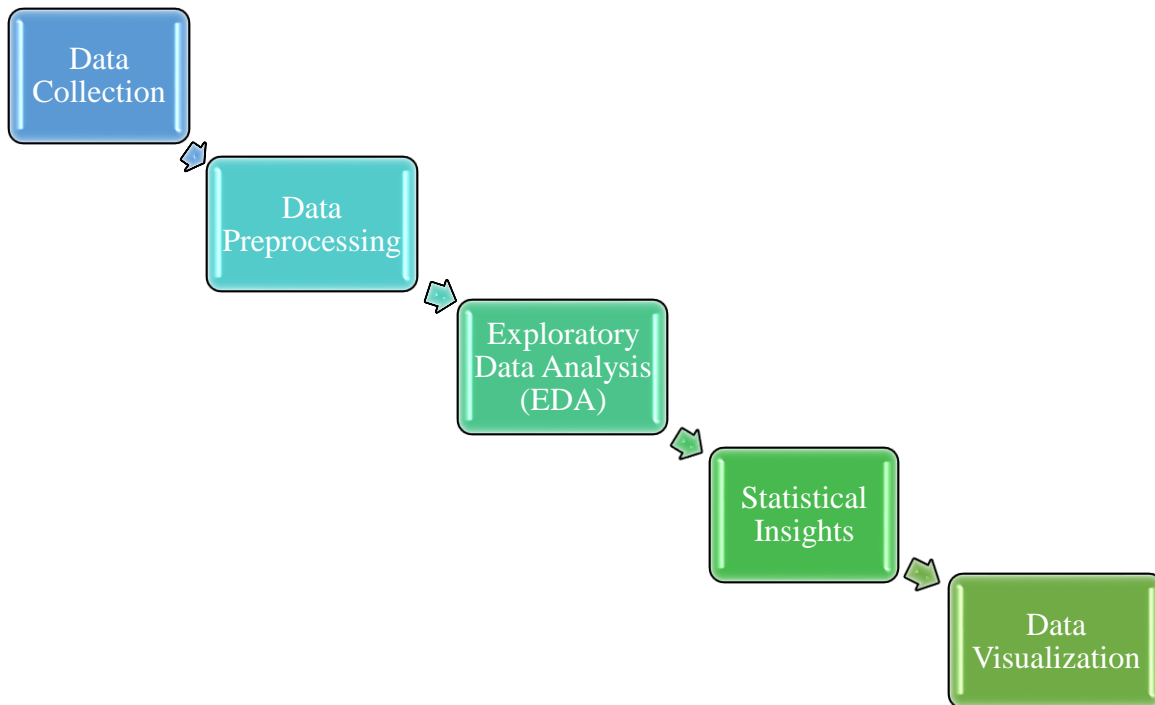 Data
Collection
Data
Preprocessing
Exploratory
Data Analysis
(EDA)
Statistical
Insights
Data
Visualization